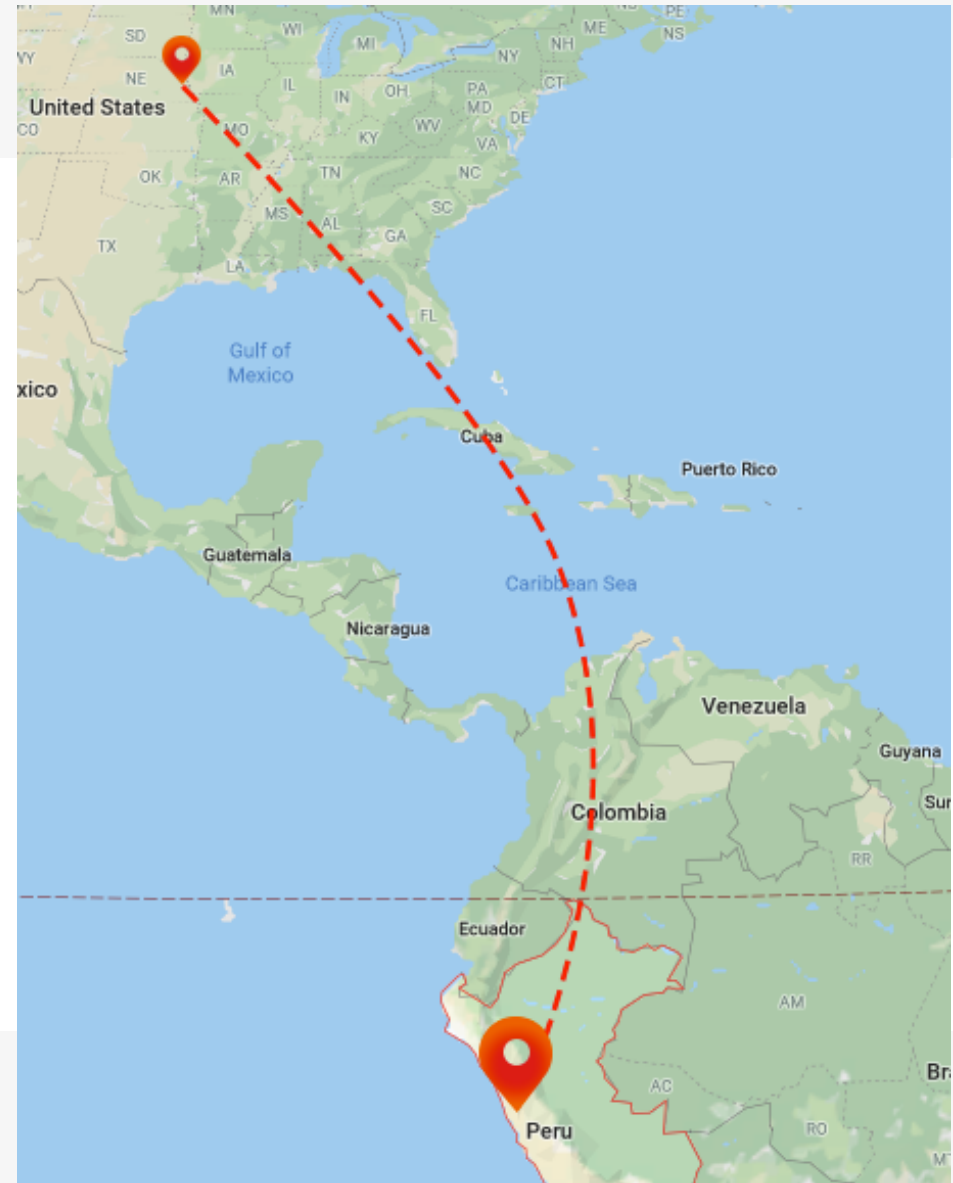 MN
PE
ME
NS
SD
WI
MI
NH
NY
NE
IA
IL
IN
OH
PA
CT
MD
DE
United States
CO
MO
KY
WV
VA
OK
AR
TN
NC
MS
AL
SC
GA
TX
LA
FL
Gulf of
Mexico
xico
Cuba
Puerto Rico
Guatemala
Caribbean Sea
Nicaragua
Venezuela
Guyana
Colombia
Sur
RR
Ecuador
AM
AC
Br
Peru
RO